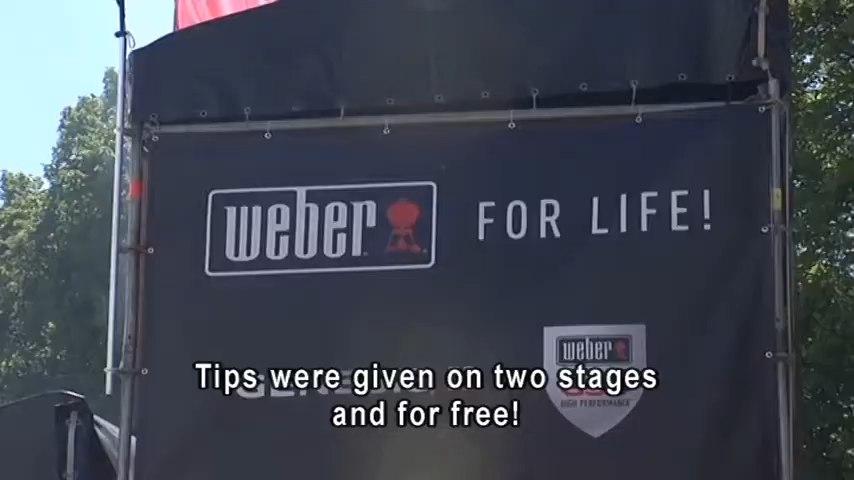 weber
FOR LIFE!
weber
HIGH PERFORMANCE
Tips were given on two stages
and for free!